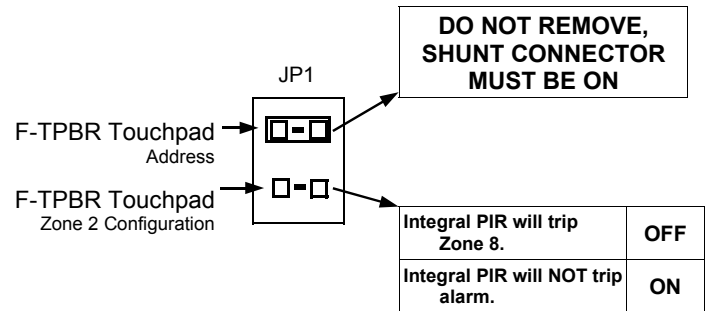 DO NOT REMOVE,
SHUNT CONNECTOR
MUST BE ON
JP1
F-TPBR Touchpad
Address
F-TPBR Touchpad
Zone 2 Configuration
Integral PIR will trip
Zone 8.
OFF
Integral PIR will NOT trip
alarm.
ON